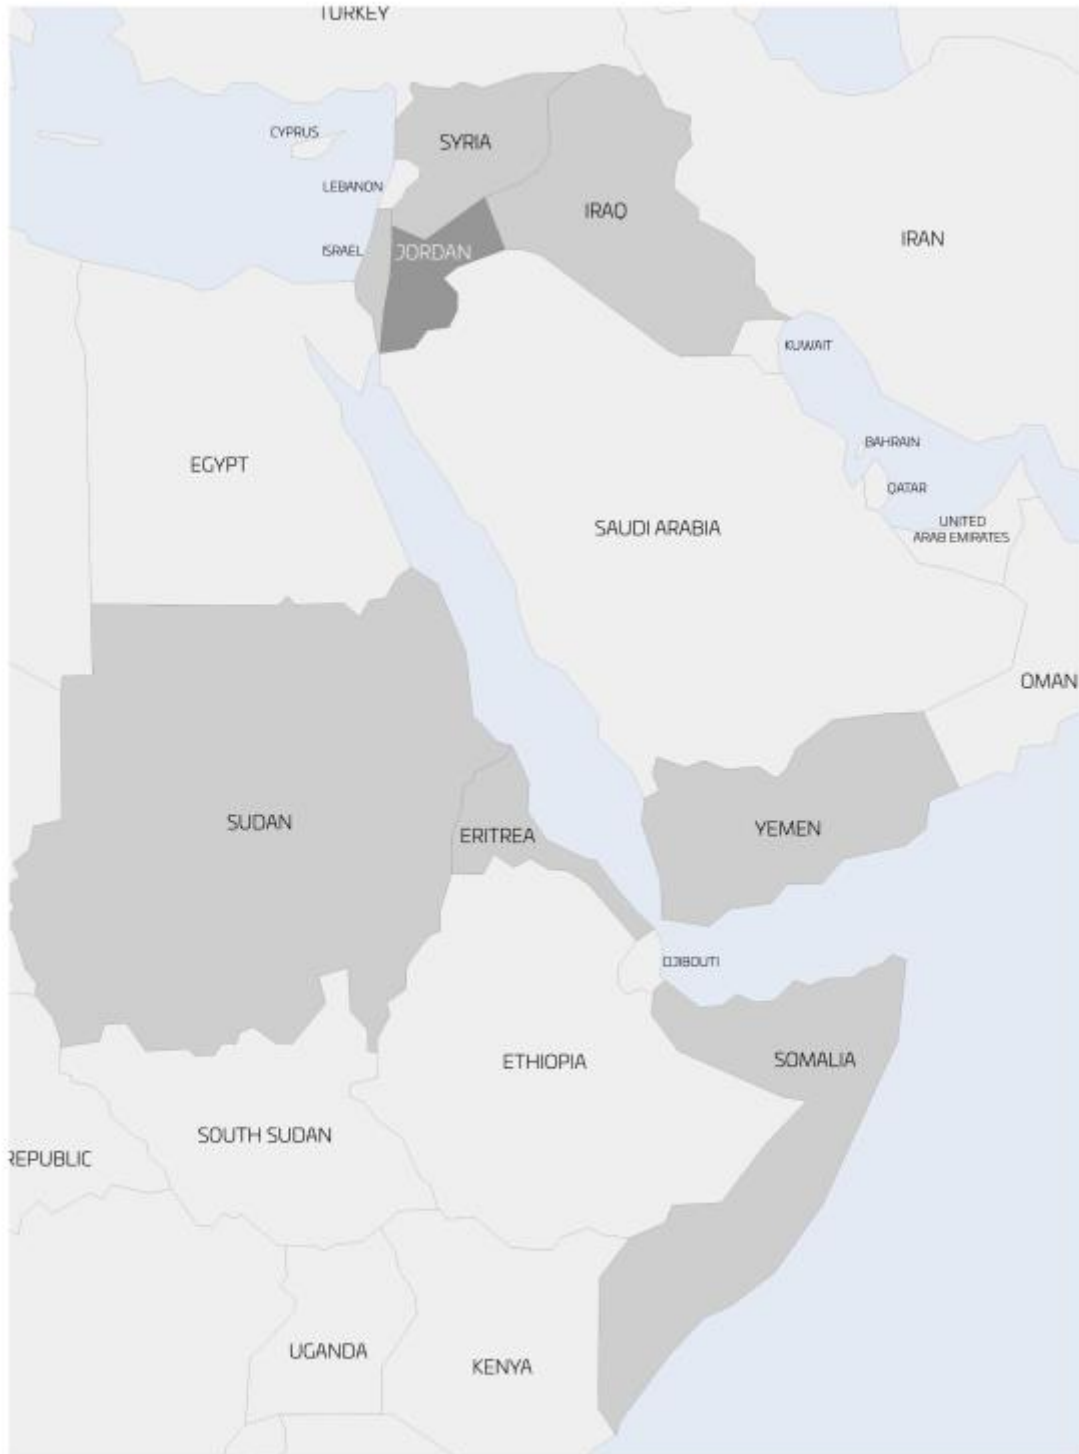 TURKEY
CYPRUS
SYRIA
LEBANON
IRAQ
IRAN
ISRAEL
JORDAN
KUWAIT
BAHRAIN
EGYPT
QATAR
SAUDI ARABIA
UNITED
ARAB EMIRATES
OMAN
SUDAN
ERITREA
YEMEN
DJIBOUTI
ETHIOPIA
SOMALIA
SOUTH SUDAN
REPUBLIC
UGANDA
KENYA